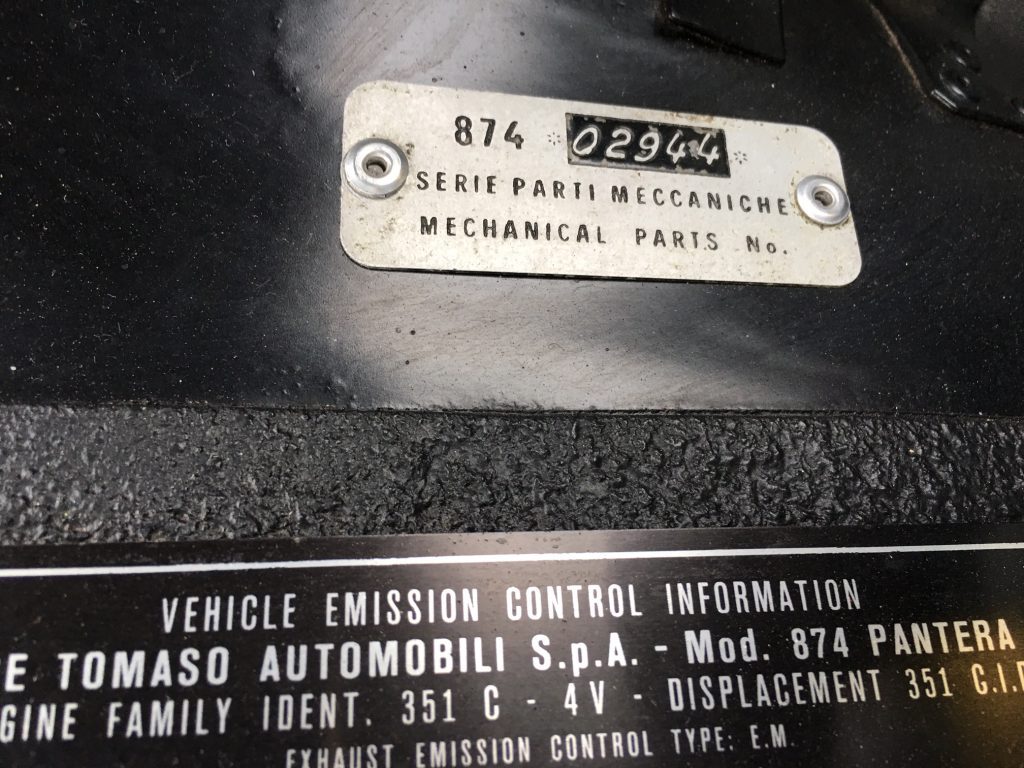 874 *02944*
SERIE PARTI MECCANICHE
MECHANICAL PARTS No.
VEHICLE EMISSION CONTROL INFORMATION
E TOMASO AUTOMOBILI S.p.A. - Mod. 874 PANTERA
GINE FAMILY IDENT. 351 C - 4V - DISPLACEMENT 351 C.I.D
EXHAUST EMISSION CONTROL TYPE: E.M.